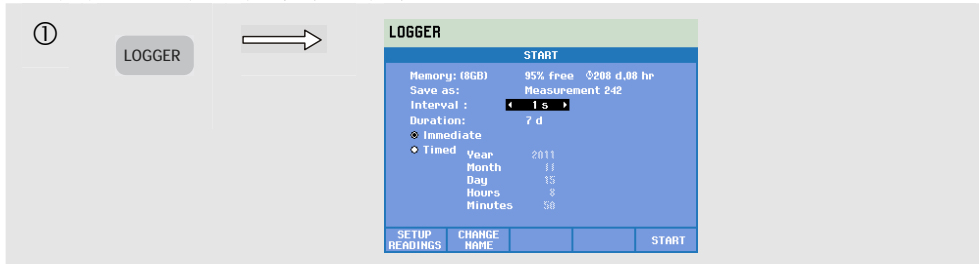 ①
LOGGER
LOGGER
START
Memory: (8GB) 95% free ⏱208 d,08 hr
Save as: Measurement 242
Interval : 1 s
Duration: 7 d
Immediate
Timed
Year 2011
Month 11
Day 15
Hours 8
Minutes 50
SETUP READINGS CHANGE NAME START